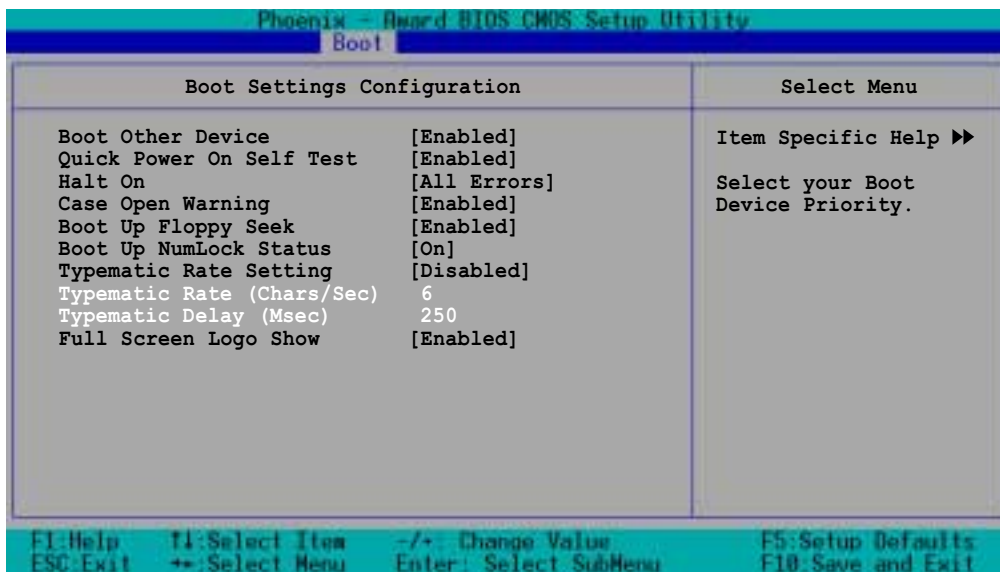 Phoenix - Award BIOS CMOS Setup Utility
Boot
Boot Settings Configuration
Select Menu
Boot Other Device [Enabled]
Quick Power On Self Test [Enabled]
Halt On [All Errors]
Case Open Warning [Enabled]
Boot Up Floppy Seek [Enabled]
Boot Up NumLock Status [On]
Typematic Rate Setting [Disabled]
Typematic Rate (Chars/Sec) 6
Typematic Delay (Msec) 250
Full Screen Logo Show [Enabled]
Item Specific Help ▶▶
Select your Boot
Device Priority.
F1:Help ↑↓:Select Item -/+: Change Value F5:Setup Defaults
ESC:Exit →←:Select Menu Enter: Select SubMenu F10:Save and Exit